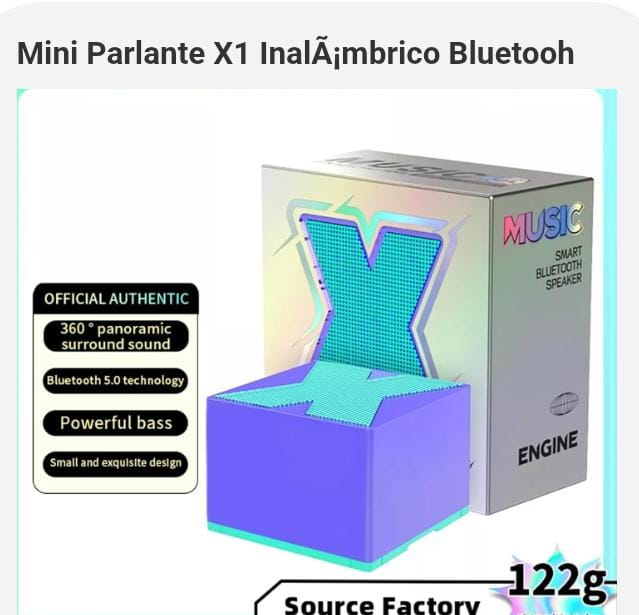 Mini Parlante X1 InalÃ¡mbrico Bluetooh
MUSIC
MUSIC
SMART
BLUETOOTH
SPEAKER
OFFICIAL AUTHENTIC
360 ° panoramic
surround sound
Bluetooth 5.0 technology
Powerful bass
Small and exquisite design
ENGINE
122g
Source Factory